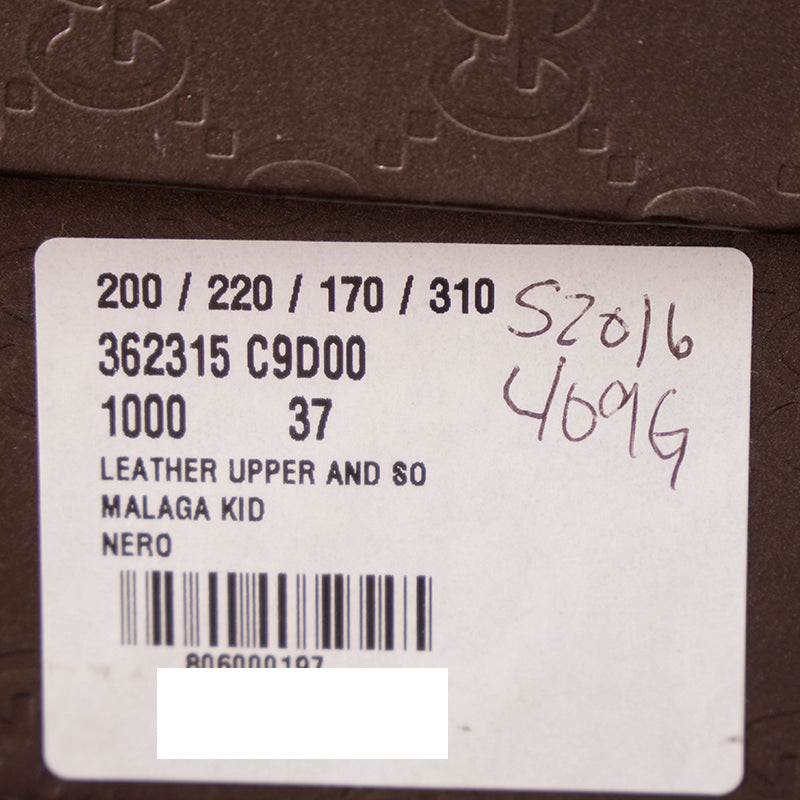 200 / 220 / 170 / 310
S2016
362315 C9D00
409G
1000 37
LEATHER UPPER AND SO
MALAGA KID
NERO
806000197